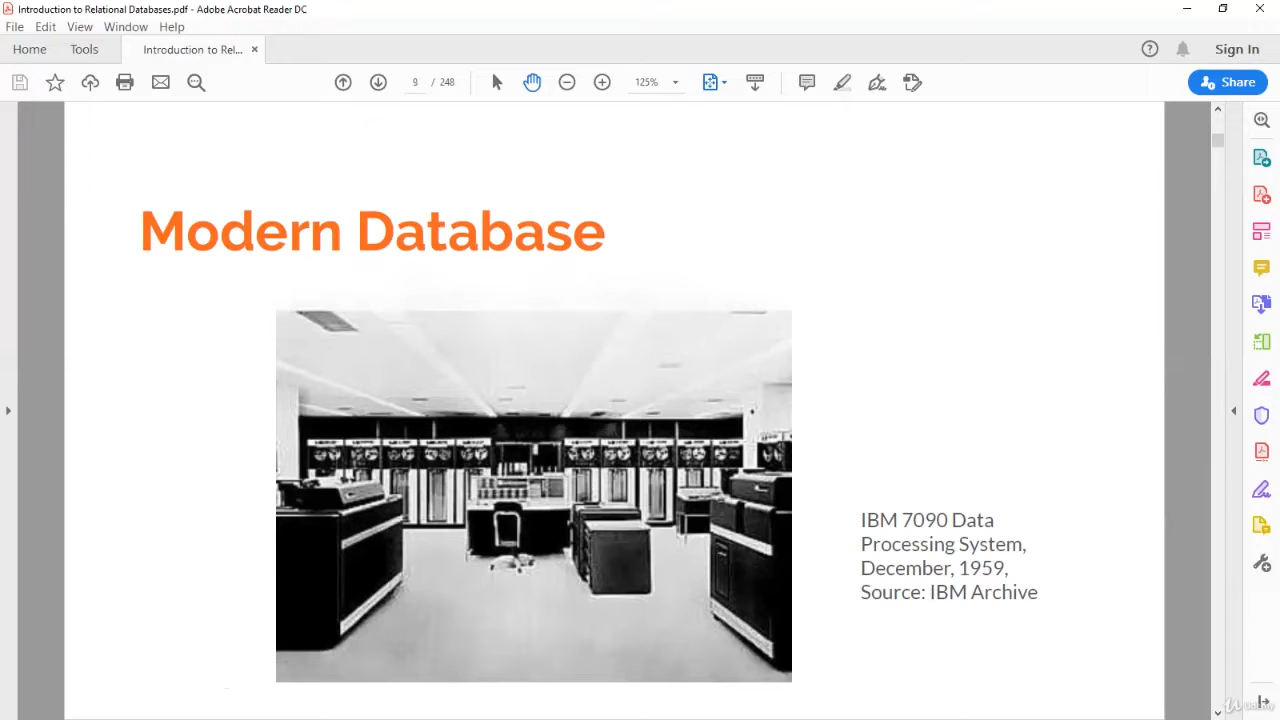 Introduction to Relational Databases.pdf - Adobe Acrobat Reader DC
File Edit View Window Help
Home Tools Introduction to Rel... × Sign In
9 / 248 125% Share
Modern Database
IBM 7090 Data
Processing System,
December, 1959,
Source: IBM Archive
Udemy